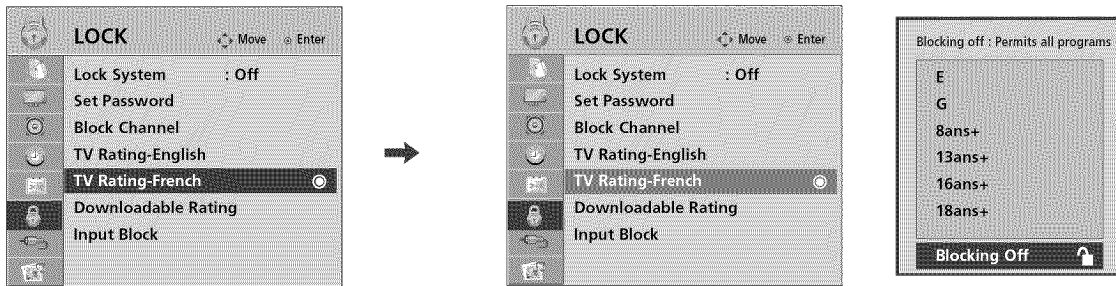 LOCK Move Enter
Lock System : Off
Set Password
Block Channel
TV Rating-English
TV Rating-French
Downloadable Rating
Input Block
LOCK Move Enter
Lock System : Off
Set Password
Block Channel
TV Rating-English
TV Rating-French
Downloadable Rating
Input Block
Blocking off : Permits all programs
E
G
8ans+
13ans+
16ans+
18ans+
Blocking Off